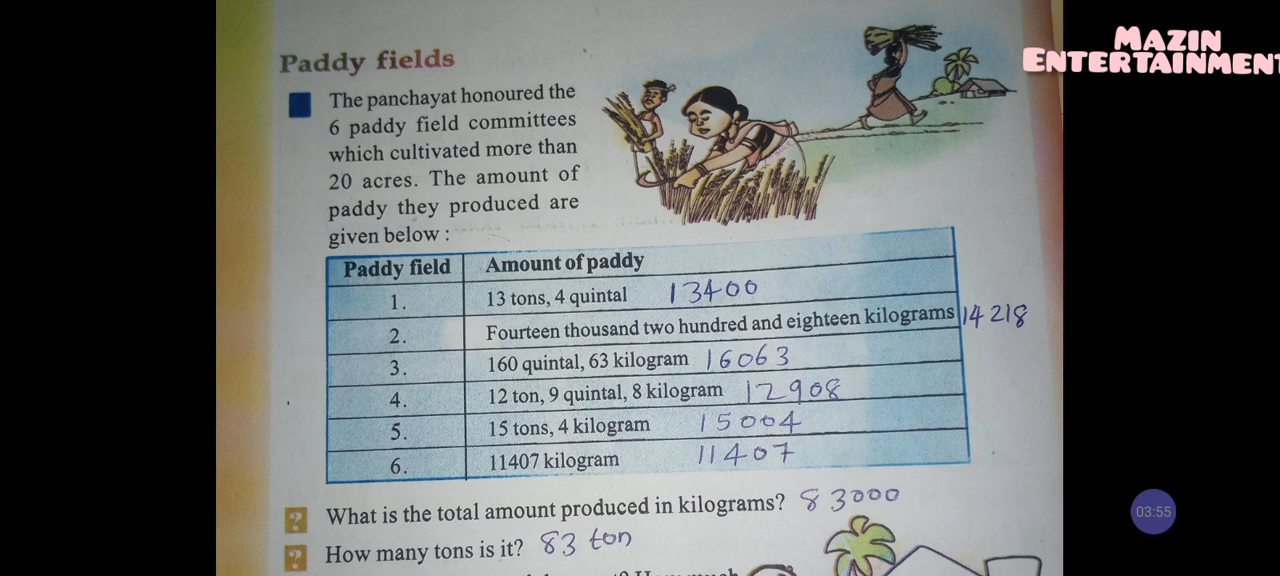 MAZIN
ENTERTAINMENT
Paddy fields
The panchayat honoured the
6 paddy field committees
which cultivated more than
20 acres. The amount of
paddy they produced are
given below :
Paddy field Amount of paddy
1. 13 tons, 4 quintal 13400
2. Fourteen thousand two hundred and eighteen kilograms 14218
3. 160 quintal, 63 kilogram 16063
4. 12 ton, 9 quintal, 8 kilogram 12908
5. 15 tons, 4 kilogram 15004
6. 11407 kilogram 11407
? What is the total amount produced in kilograms? 83000
03:55
? How many tons is it? 83 ton